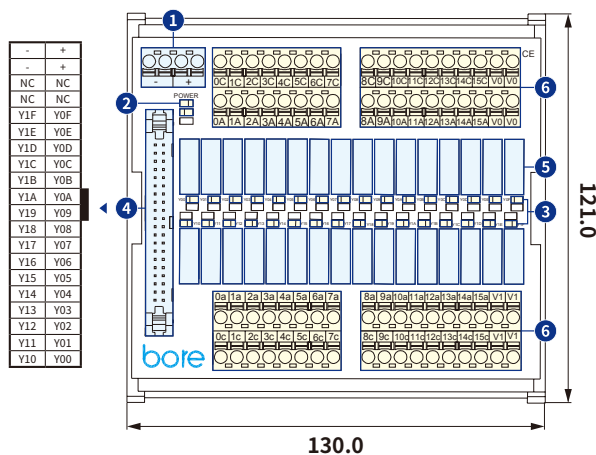 1
CE
- +
0C 1C 2C 3C 4C 5C 6C 7C
8C 9C 10C 11C 12C 13C 14C 15C V0 V0
6
POWER
2
0A 1A 2A 3A 4A 5A 6A 7A
8A 9A 10A 11A 12A 13A 14A 15A V0 V0
- +
- +
NC NC
NC NC
Y1F Y0F
Y1E Y0E
Y1D Y0D
Y1C Y0C
Y1B Y0B
Y1A Y0A
Y19 Y09
Y18 Y08
Y17 Y07
Y16 Y06
Y15 Y05
Y14 Y04
Y13 Y03
Y12 Y02
Y11 Y01
Y10 Y00
5
4
3
121.0
0a 1a 2a 3a 4a 5a 6a 7a
8a 9a 10a 11a 12a 13a 14a 15a V1 V1
6
0c 1c 2c 3c 4c 5c 6c 7c
8c 9c 10c 11c 12c 13c 14c 15c V1 V1
bore
130.0